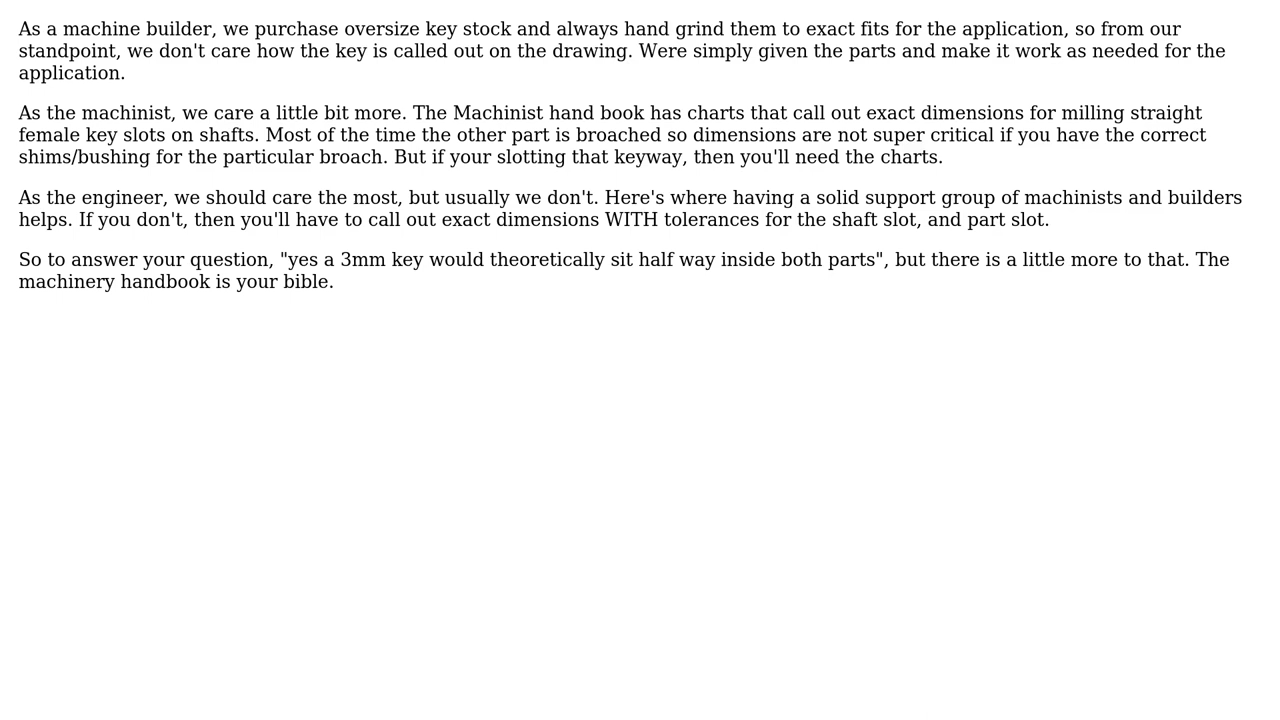 As a machine builder, we purchase oversize key stock and always hand grind them to exact fits for the application, so from our
standpoint, we don't care how the key is called out on the drawing. Were simply given the parts and make it work as needed for the
application.
As the machinist, we care a little bit more. The Machinist hand book has charts that call out exact dimensions for milling straight
female key slots on shafts. Most of the time the other part is broached so dimensions are not super critical if you have the correct
shims/bushing for the particular broach. But if your slotting that keyway, then you'll need the charts.
As the engineer, we should care the most, but usually we don't. Here's where having a solid support group of machinists and builders
helps. If you don't, then you'll have to call out exact dimensions WITH tolerances for the shaft slot, and part slot.
So to answer your question, "yes a 3mm key would theoretically sit half way inside both parts", but there is a little more to that. The
machinery handbook is your bible.